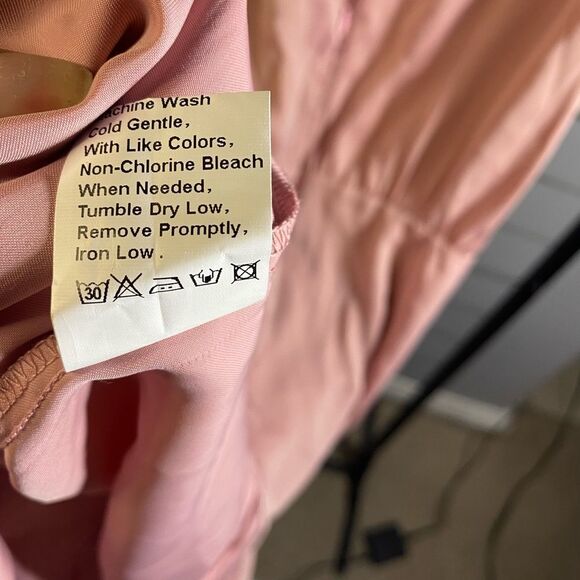 Machine Wash
Cold Gentle,
With Like Colors,
Non-Chlorine Bleach
When Needed,
Tumble Dry Low,
Remove Promptly,
Iron Low.
30